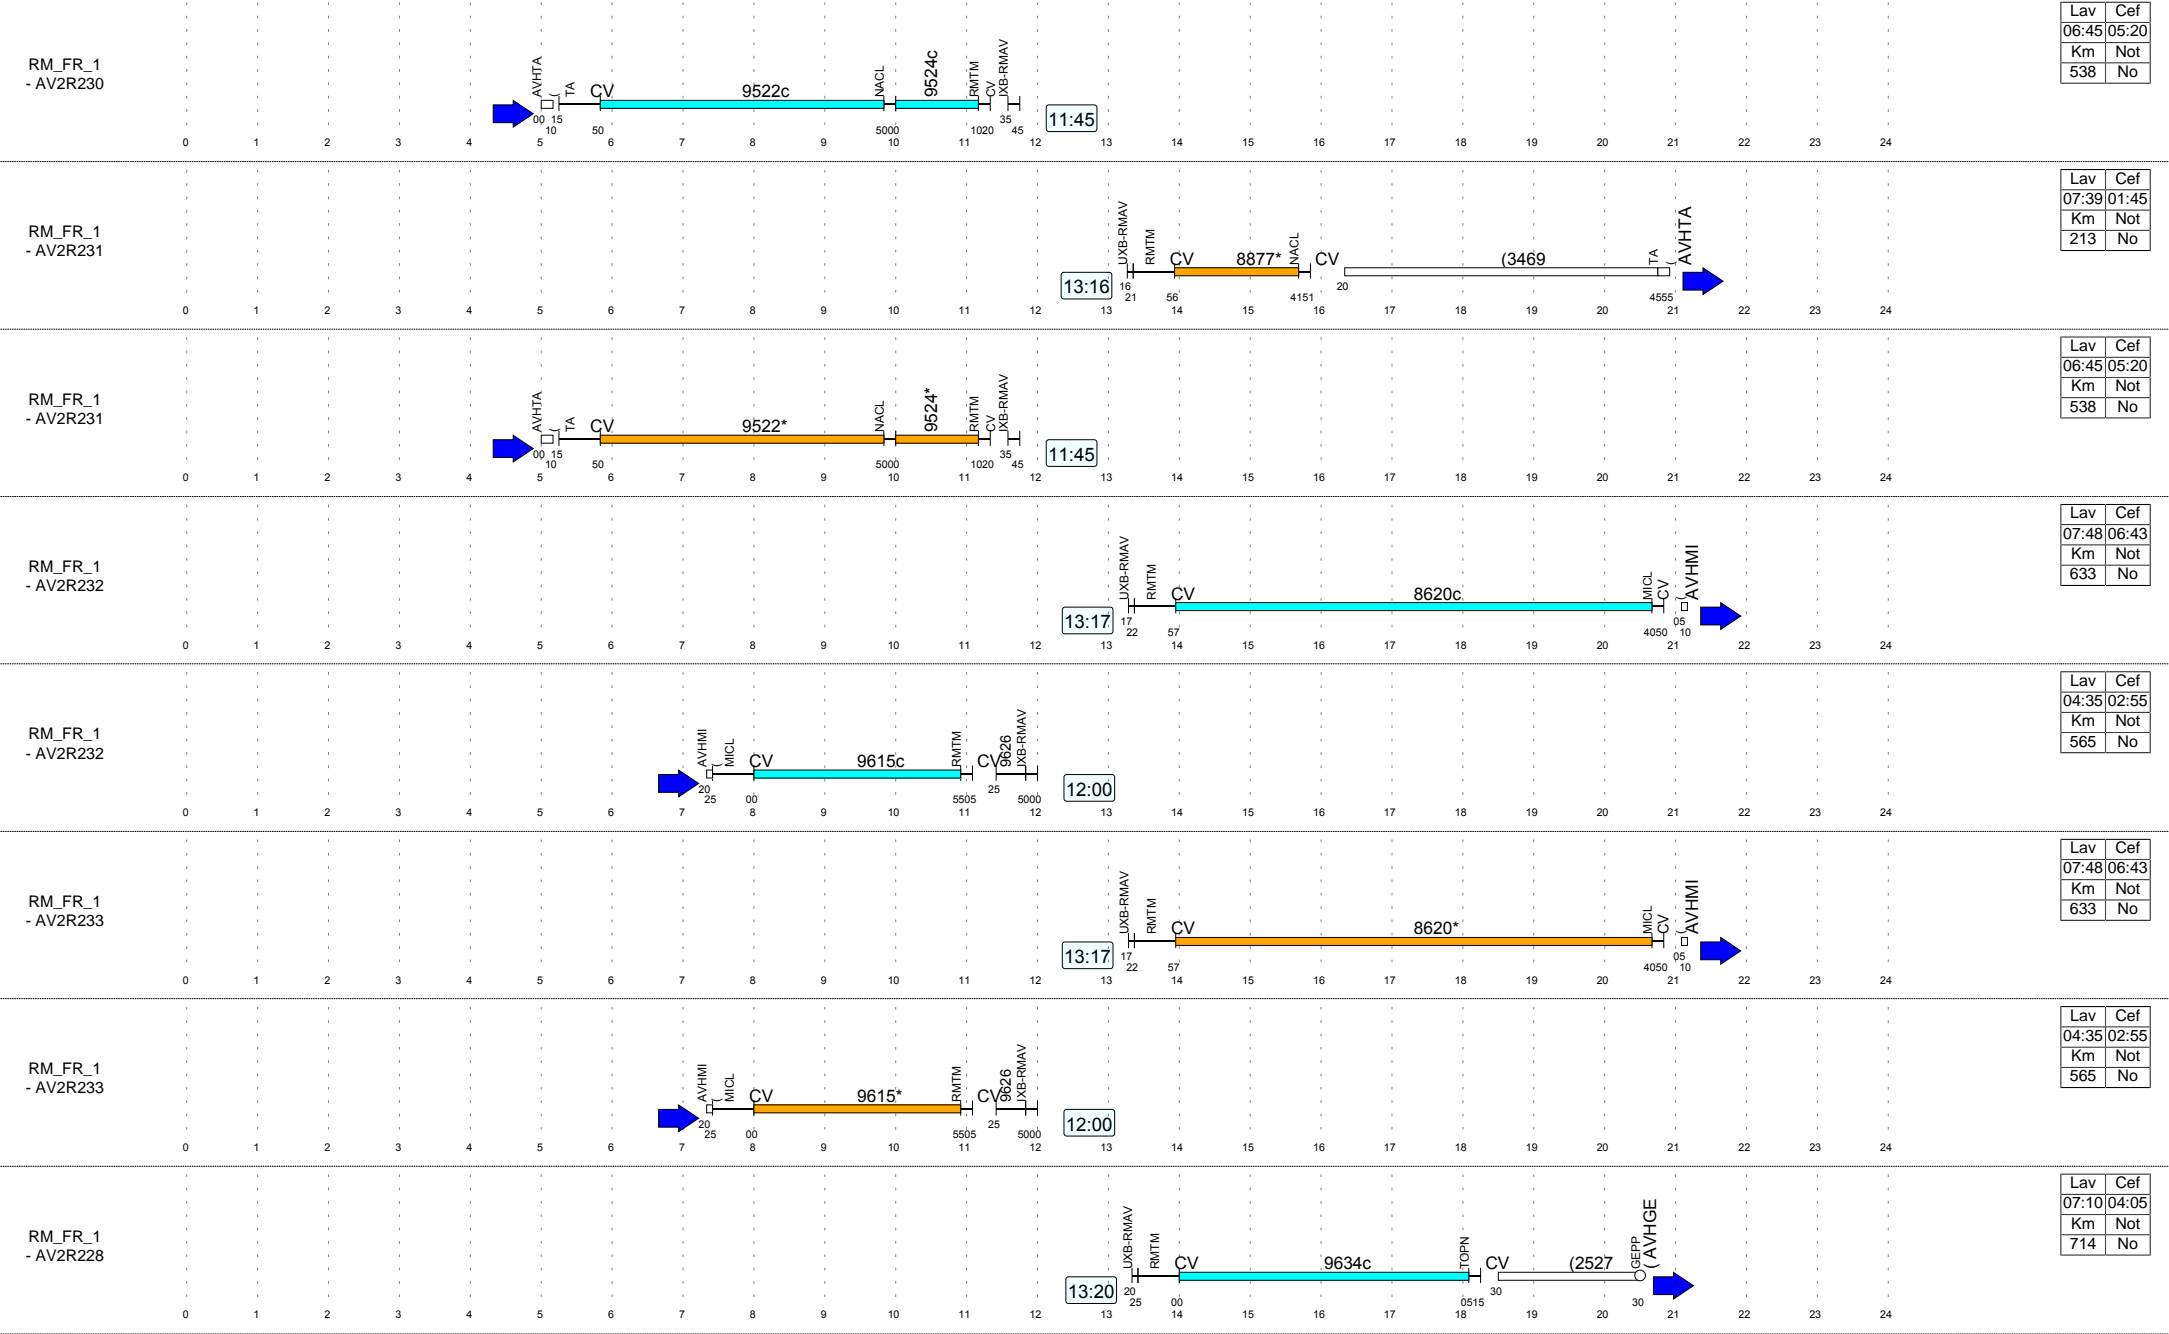 Lav Cef
06:45 05:20
Km Not
538 No
RM_FR_1
- AV2R230
AVHTA ( TA CV 9522c NACL 9524c RMTM CV IXB-RMAV
00 10 15 50 5000 1020 35 45
11:45
0 1 2 3 4 5 6 7 8 9 10 11 12 13 14 15 16 17 18 19 20 21 22 23 24
Lav Cef
07:39 01:45
Km Not
213 No
RM_FR_1
- AV2R231
UXB-RMAV RMTM CV 8877* NACL CV (3469 TA ( AVHTA
13:16
16 21 56 4151 20 4555
0 1 2 3 4 5 6 7 8 9 10 11 12 13 14 15 16 17 18 19 20 21 22 23 24
Lav Cef
06:45 05:20
Km Not
538 No
RM_FR_1
- AV2R231
AVHTA ( TA CV 9522* NACL 9524* RMTM CV IXB-RMAV
00 10 15 50 5000 1020 35 45
11:45
0 1 2 3 4 5 6 7 8 9 10 11 12 13 14 15 16 17 18 19 20 21 22 23 24
Lav Cef
07:48 06:43
Km Not
633 No
RM_FR_1
- AV2R232
UXB-RMAV RMTM CV 8620c MICL CV ( AVHMI
13:17
17 22 57 4050 05 10
0 1 2 3 4 5 6 7 8 9 10 11 12 13 14 15 16 17 18 19 20 21 22 23 24
Lav Cef
04:35 02:55
Km Not
565 No
RM_FR_1
- AV2R232
AVHMI ( MICL CV 9615c RMTM CV 9626 IXB-RMAV
20 25 00 5505 25 5000
12:00
0 1 2 3 4 5 6 7 8 9 10 11 12 13 14 15 16 17 18 19 20 21 22 23 24
Lav Cef
07:48 06:43
Km Not
633 No
RM_FR_1
- AV2R233
UXB-RMAV RMTM CV 8620* MICL CV ( AVHMI
13:17
17 22 57 4050 05 10
0 1 2 3 4 5 6 7 8 9 10 11 12 13 14 15 16 17 18 19 20 21 22 23 24
Lav Cef
04:35 02:55
Km Not
565 No
RM_FR_1
- AV2R233
AVHMI ( MICL CV 9615* RMTM CV 9626 IXB-RMAV
20 25 00 5505 25 5000
12:00
0 1 2 3 4 5 6 7 8 9 10 11 12 13 14 15 16 17 18 19 20 21 22 23 24
Lav Cef
07:10 04:05
Km Not
714 No
RM_FR_1
- AV2R228
UXB-RMAV RMTM CV 9634c TOPN CV (2527 GEPP ( AVHGE
13:20
20 25 00 0515 30 30
0 1 2 3 4 5 6 7 8 9 10 11 12 13 14 15 16 17 18 19 20 21 22 23 24